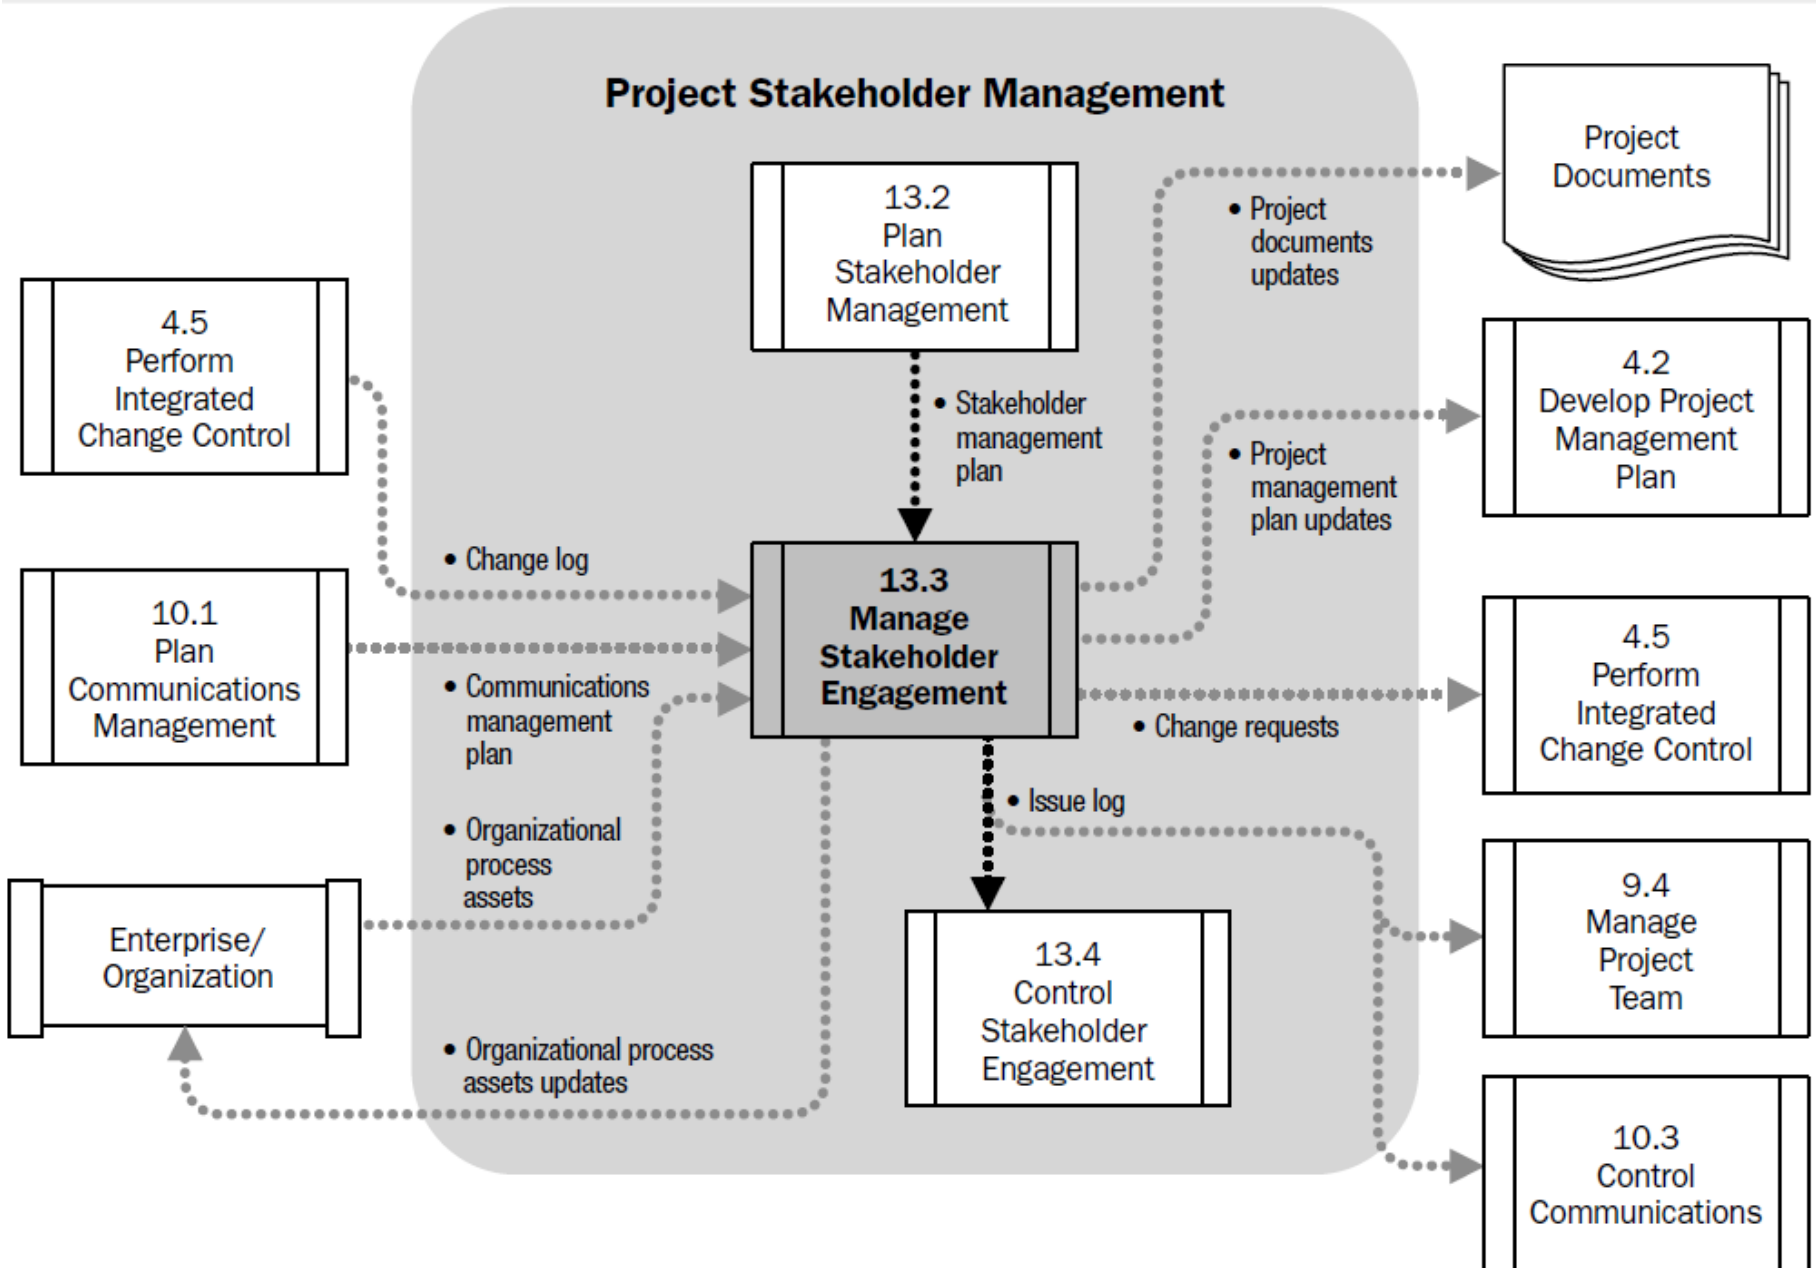 Project Stakeholder Management
13.2
Plan
Stakeholder
Management
Project
Documents
• Project
documents
updates
4.5
Perform
Integrated
Change Control
4.2
Develop Project
Management
Plan
• Stakeholder
management
plan
• Project
management
plan updates
• Change log
13.3
Manage
Stakeholder
Engagement
10.1
Plan
Communications
Management
• Communications
management
plan
4.5
Perform
Integrated
Change Control
• Change requests
• Issue log
• Organizational
process
assets
9.4
Manage
Project
Team
Enterprise/
Organization
13.4
Control
Stakeholder
Engagement
• Organizational process
assets updates
10.3
Control
Communications